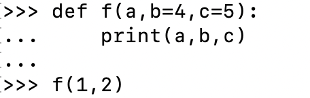 >>> def f(a,b=4,c=5):
...     print(a,b,c)
...
>>> f(1,2)